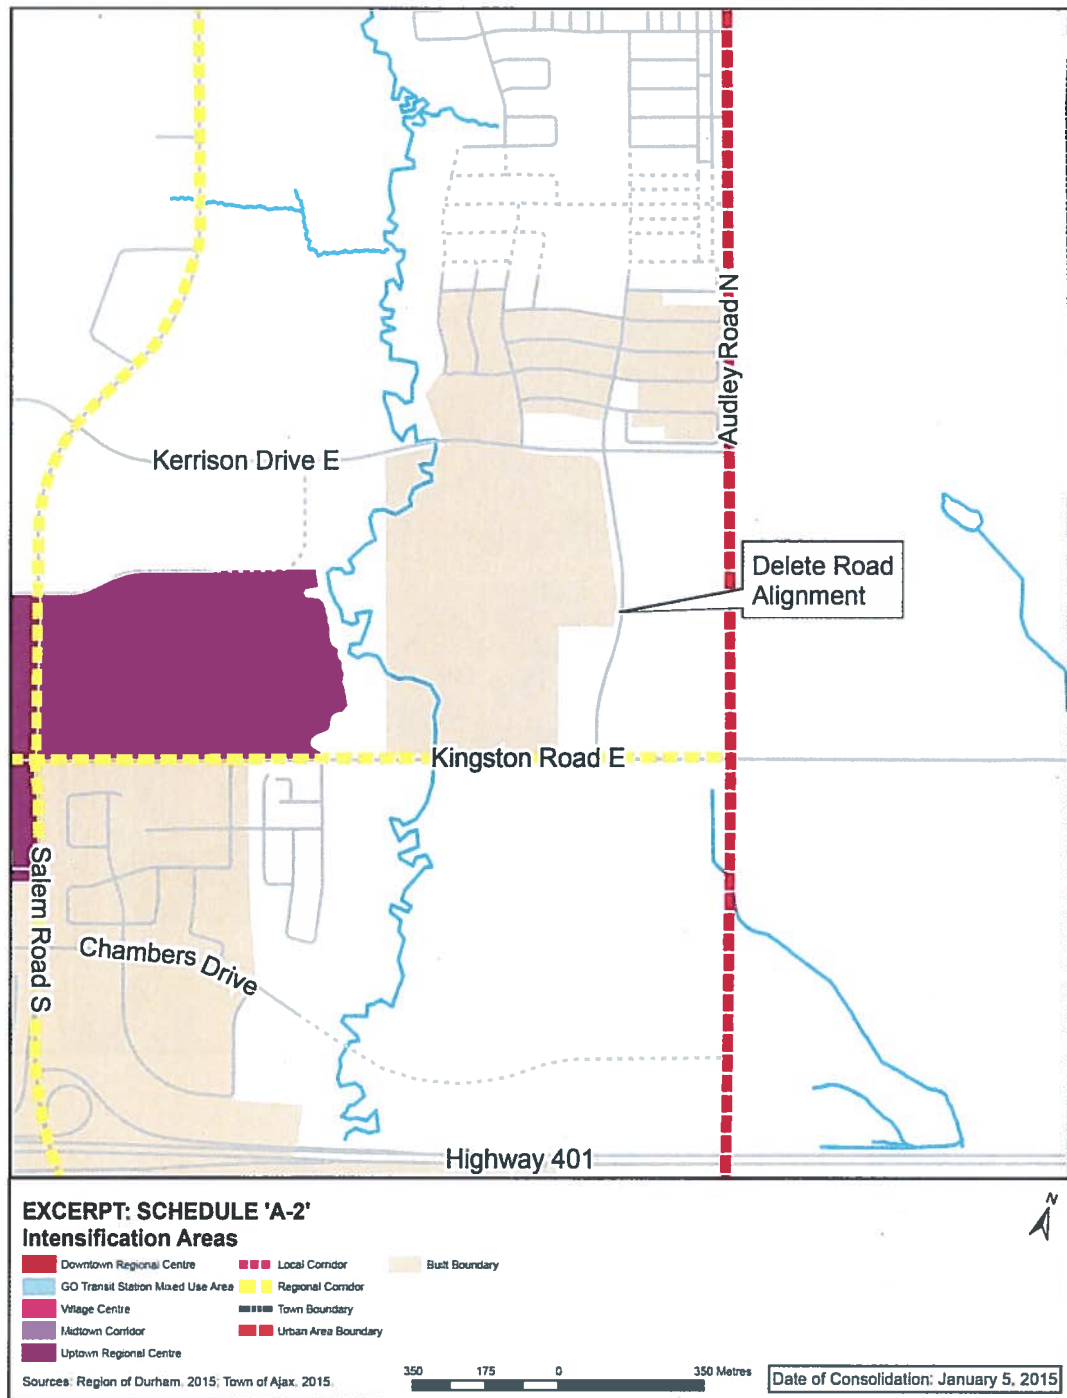 Audley Road N
Kerrison Drive E
Delete Road
Alignment
Kingston Road E
Salem Road S
Chambers Drive
Highway 401
EXCERPT: SCHEDULE 'A-2'
Intensification Areas
N
Downtown Regional Centre
GO Transit Station Mixed Use Area
Village Centre
Midtown Corridor
Uptown Regional Centre
Local Corridor
Regional Corridor
Town Boundary
Urban Area Boundary
Built Boundary
Sources: Region of Durham, 2015; Town of Ajax, 2015.
350 175 0 350 Metres
Date of Consolidation: January 5, 2015